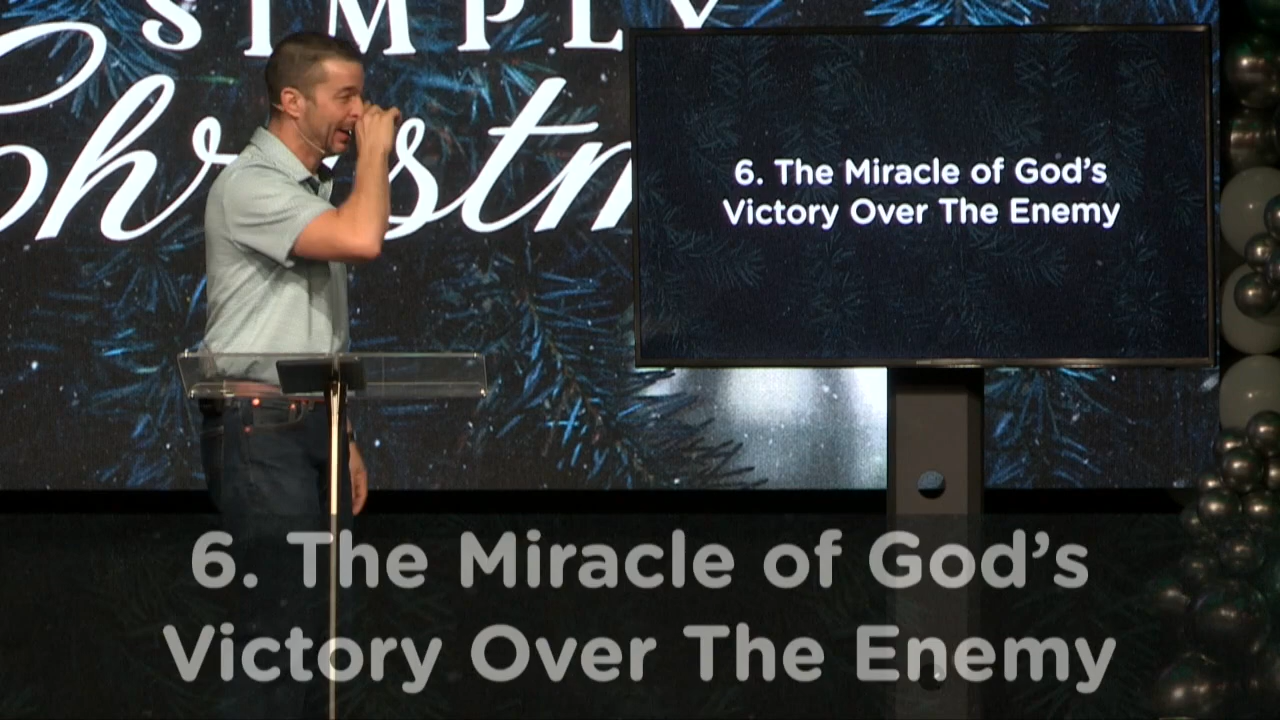 SIMPLY
Christm
6. The Miracle of God's
Victory Over The Enemy
6. The Miracle of God's
Victory Over The Enemy